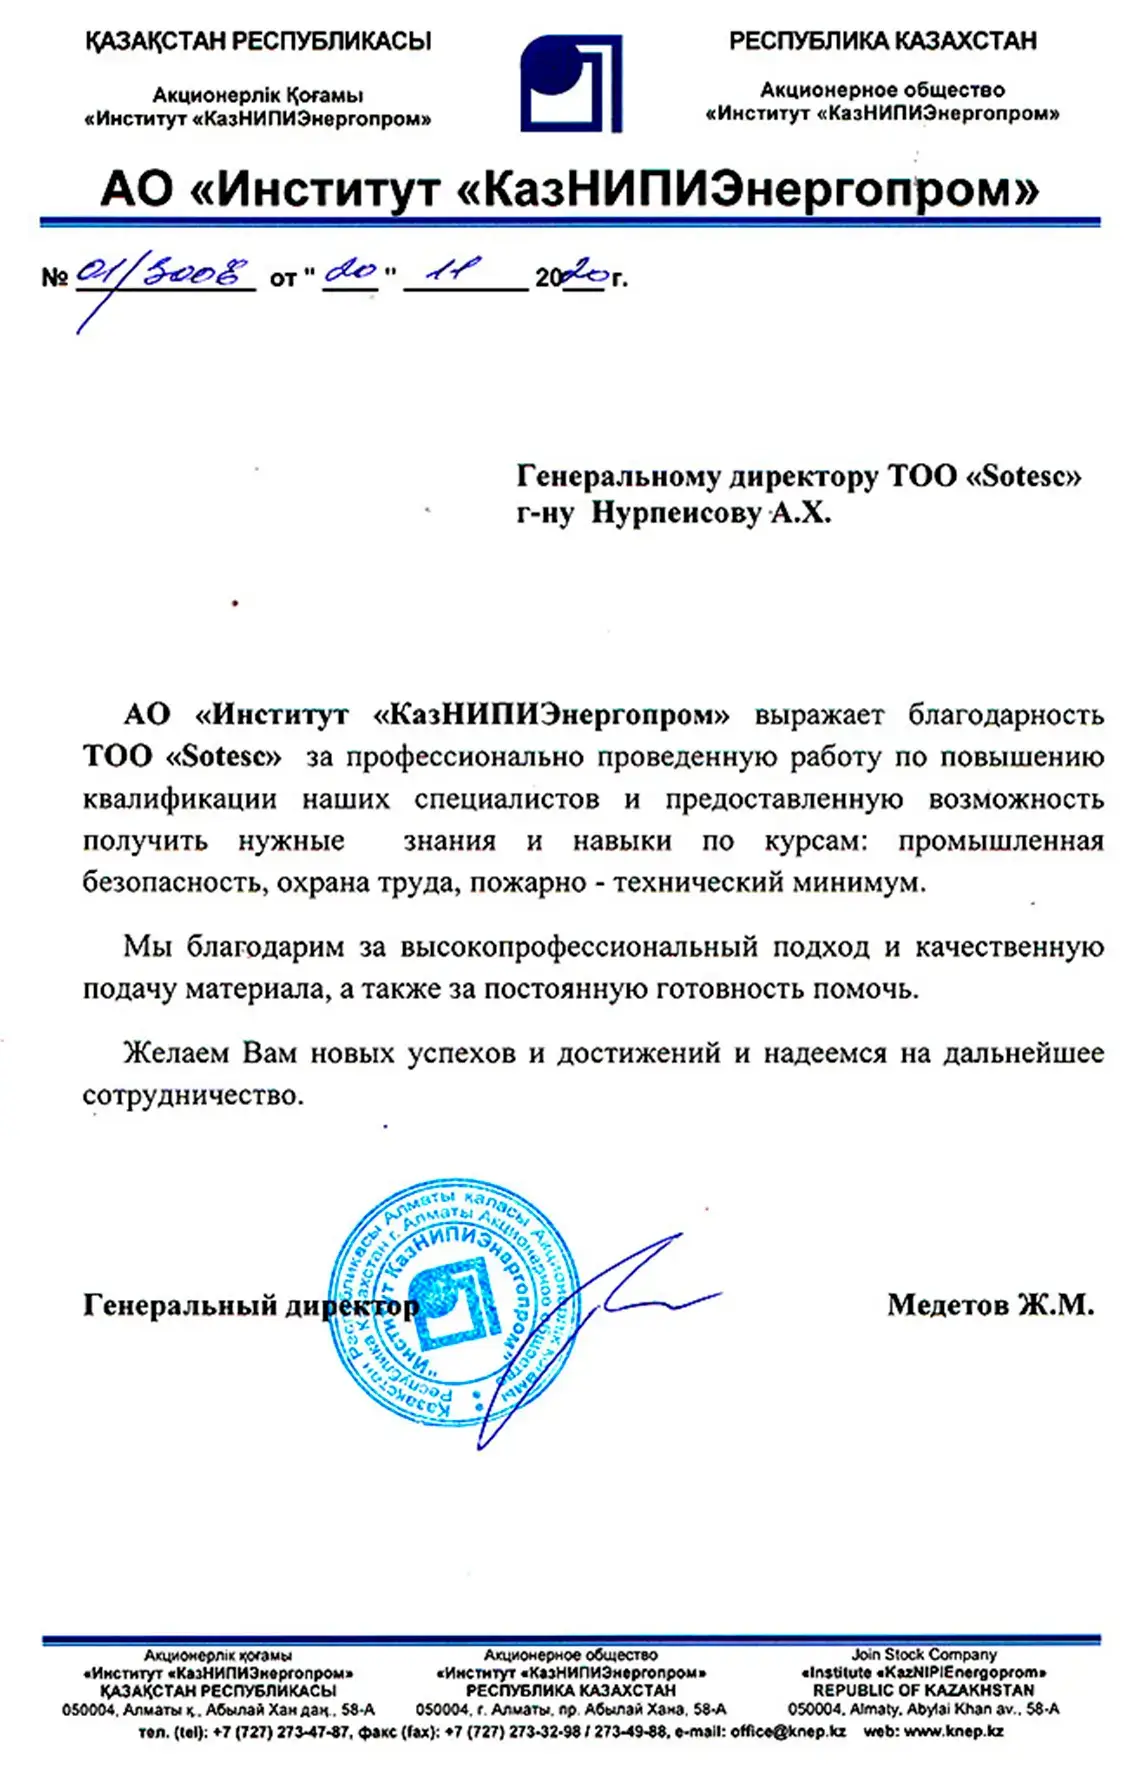 ҚАЗАҚСТАН РЕСПУБЛИКАСЫ
Акционерлік Қоғамы
«Институт «КазНИПИЭнергопром»
РЕСПУБЛИКА КАЗАХСТАН
Акционерное общество
«Институт «КазНИПИЭнергопром»
АО «Институт «КазНИПИЭнергопром»
№ 01/3008 от "20" 11 2020 г.
Генеральному директору ТОО «Sotesc»
г-ну Нурпеисову А.Х.
АО «Институт «КазНИПИЭнергопром» выражает благодарность
ТОО «Sotesc» за профессионально проведенную работу по повышению
квалификации наших специалистов и предоставленную возможность
получить нужные знания и навыки по курсам: промышленная
безопасность, охрана труда, пожарно - технический минимум.
Мы благодарим за высокопрофессиональный подход и качественную
подачу материала, а также за постоянную готовность помочь.
Желаем Вам новых успехов и достижений и надеемся на дальнейшее
сотрудничество.
Генеральный директор
Медетов Ж.М.
Қазақстан Республикасы Алматы қаласы Акционерлік қоғамы
Республика Казахстан г. Алматы Акционерное общество
"Институт КазНИПИЭнергопром"
Акционерлік қоғамы
«Институт «КазНИПИЭнергопром»
ҚАЗАҚСТАН РЕСПУБЛИКАСЫ
050004, Алматы қ., Абылай Хан даң., 58-А
Акционерное общество
«Институт «КазНИПИЭнергопром»
РЕСПУБЛИКА КАЗАХСТАН
050004, г. Алматы, пр. Абылай Хана, 58-А
Join Stock Company
«Institute «KazNIPIEnergoprom»
REPUBLIC OF KAZAKHSTAN
050004, Almaty, Abylai Khan av., 58-A
тел. (tel): +7 (727) 273-47-87, факс (fax): +7 (727) 273-32-98 / 273-49-88, e-mail: office@knep.kz web: www.knep.kz